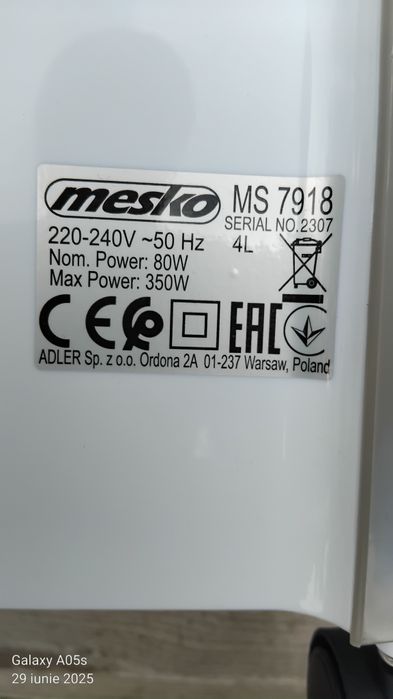 mesko MS 7918
SERIAL NO.2307
220-240V ~50 Hz 4L
Nom. Power: 80W
Max Power: 350W
CE EAC
ADLER Sp. z o.o. Ordona 2A 01-237 Warsaw, Poland
Galaxy A05s
29 iunie 2025